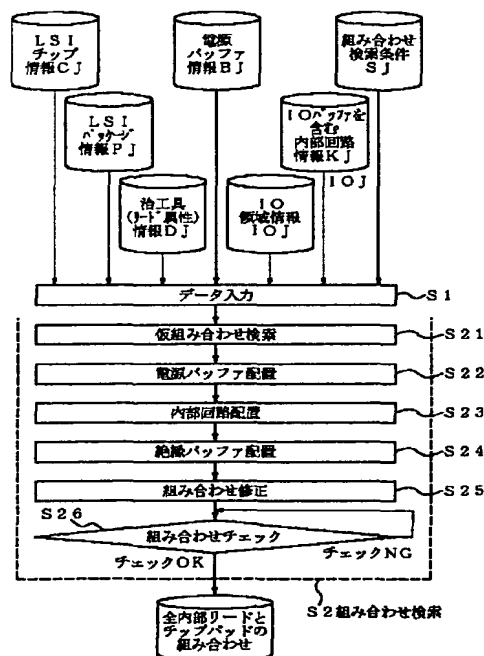 LSI
チップ
情報CJ
電源
バッファ
情報BJ
組み合わせ
検索条件
SJ
LSI
パッケージ
情報PJ
IOバッファを
含む
内部回路
情報KJ
IOJ
治工具
(リード属性)
情報DJ
IO
領域情報
IOJ
データ入力
S1
仮組み合わせ検索
S21
電源バッファ配置
S22
内部回路配置
S23
絶縁バッファ配置
S24
組み合わせ修正
S25
S26
組み合わせチェック
チェックOK
チェックNG
S2組み合わせ検索
全内部リードと
チップパッドの
組み合わせ